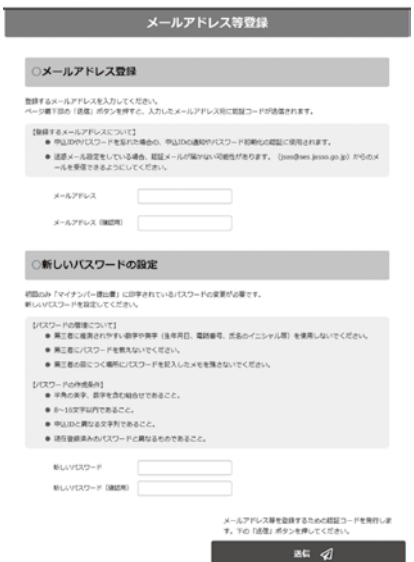 メールアドレス等登録
○メールアドレス登録
登録するメールアドレスを入力してください。
ページ最下部の「送信」ボタンを押すと、入力したメールアドレス宛に認証コードが送信されます。
【登録するメールアドレスについて】
● 申込IDやパスワードを忘れた場合の、申込IDの通知やパスワード初期化の認証に使用されます。
● 迷惑メール設定をしている場合、認証メールが届かない可能性があります。（jsas@ses.jasso.go.jp）からのメ
ールを受信できるようにしてください。
メールアドレス
メールアドレス（確認用）
○新しいパスワードの設定
初回のみ「マイナンバー提出書」に印字されているパスワードの変更が必要です。
新しいパスワードを設定してください。
【パスワードの管理について】
● 第三者に推測されやすい数字や英字（生年月日、電話番号、氏名のイニシャル等）を使用しないでください。
● 第三者にパスワードを教えないでください。
● 第三者の目につく場所にパスワードを記入したメモを残さないでください。
【パスワードの作成条件】
● 半角の英字、数字を含む組合せであること。
● 8～10文字以内であること。
● 申込IDと異なる文字列であること。
● 現在登録済みのパスワードと異なるものであること。
新しいパスワード
新しいパスワード（確認用）
メールアドレス等を登録するための認証コードを発行しま
す。下の「送信」ボタンを押してください。
送信